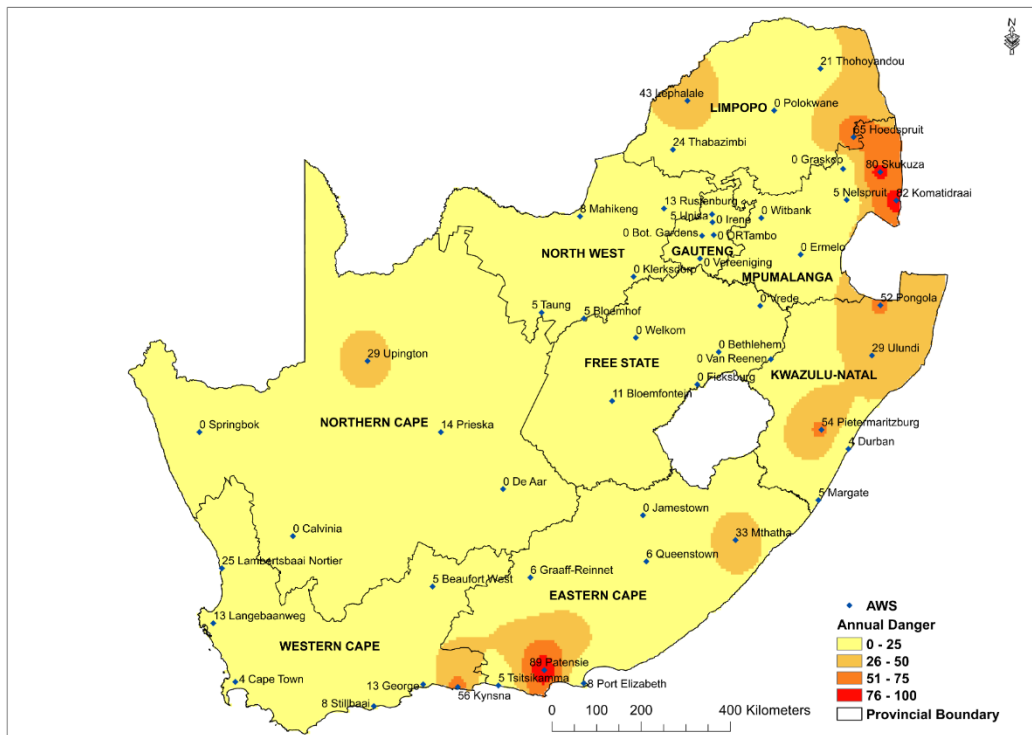 N
21 Thohoyandou
43 Lephalale
LIMPOPO
0 Polokwane
65 Hoedspruit
24 Thabazimbi
0 Graskop
80 Skukuza
5 Nelspruit
82 Komatidraai
13 Rustenburg
8 Mahikeng
5 Unisa
0 Irene
0 Witbank
0 Bot. Gardens
0 ORTambo
NORTH WEST
GAUTENG
0 Vereeniging
0 Ermelo
0 Klerksdorp
MPUMALANGA
52 Pongola
5 Taung
5 Bloemhof
0 Vrede
0 Welkom
29 Upington
FREE STATE
0 Bethlehem
0 Van Reenen
29 Ulundi
KWAZULU-NATAL
0 Ficksburg
11 Bloemfontein
0 Springbok
NORTHERN CAPE
14 Prieska
54 Pietermaritzburg
4 Durban
0 De Aar
5 Margate
0 Jamestown
0 Calvinia
33 Mthatha
6 Queenstown
25 Lambertsbaai Nortier
5 Beaufort West
6 Graaff-Reinnet
EASTERN CAPE
13 Langebaanweg
WESTERN CAPE
89 Patensie
4 Cape Town
13 George
5 Tsitsikamma
8 Port Elizabeth
56 Kynsna
8 Stillbaai
AWS
Annual Danger
0 - 25
26 - 50
51 - 75
76 - 100
Provincial Boundary
0 100 200 400 Kilometers